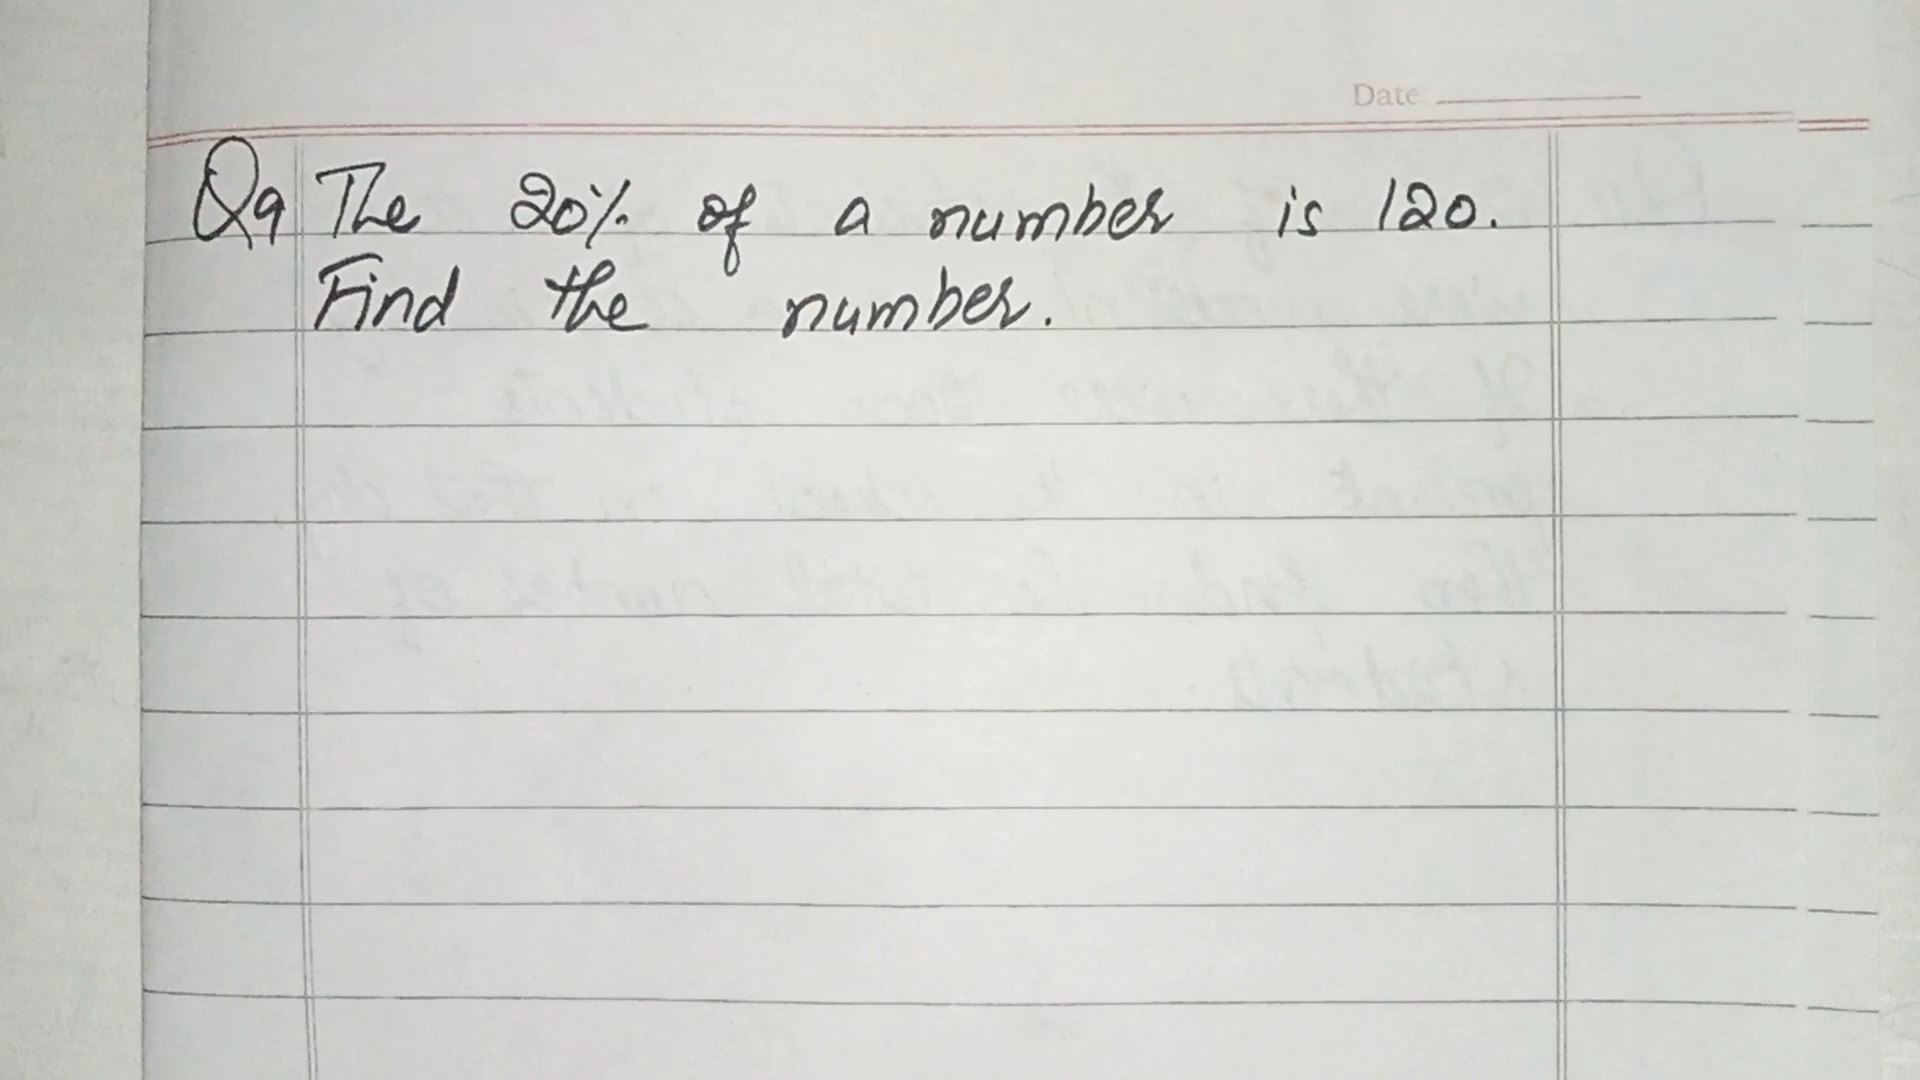 Date
Q9 The 20% of a number is 120.
Find the number.